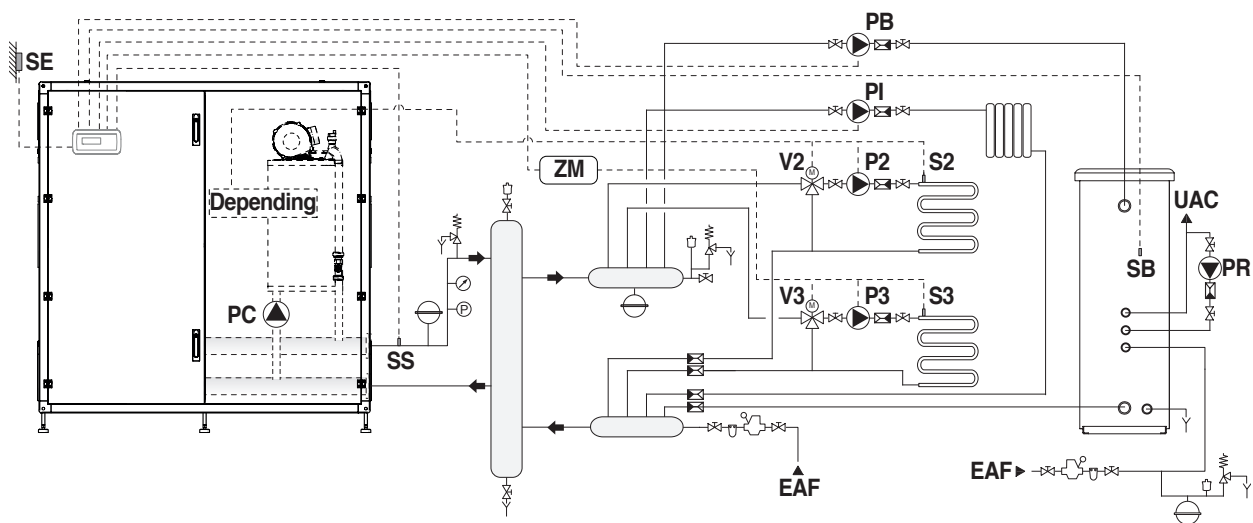 PB
SE
PI
V2
P2
S2
ZM
M
Depending
UAC
SB
PR
V3
P3
S3
M
PC
P
SS
EAF
EAF